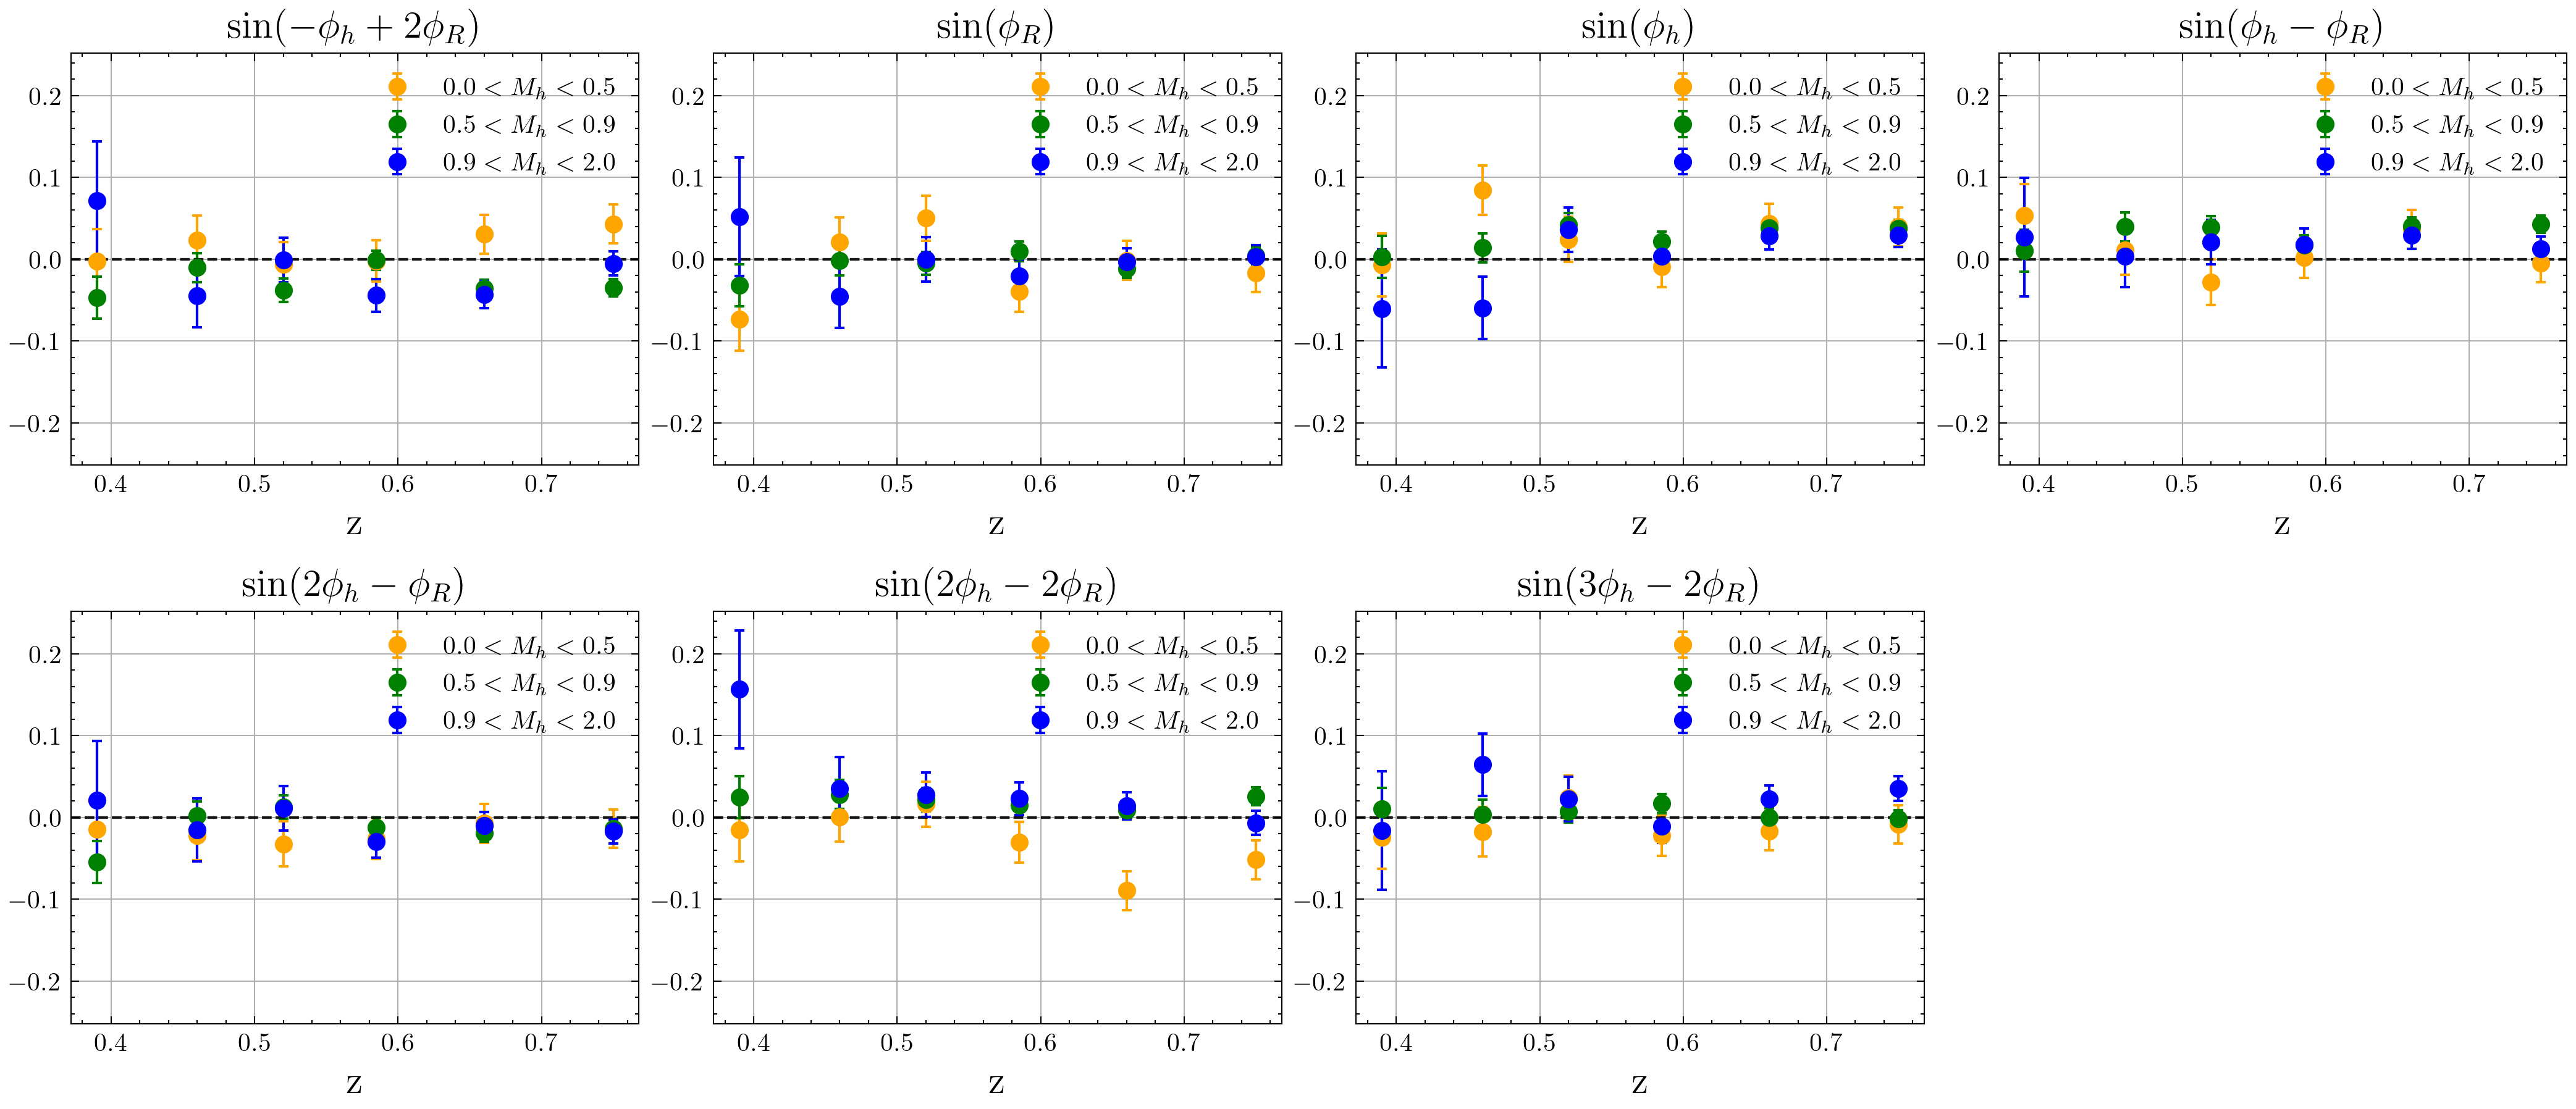 sin(−ϕ_h + 2ϕ_R)
0.2
0.1
0.0
−0.1
−0.2
0.4 0.5 0.6 0.7
z
0.0 < M_h < 0.5
0.5 < M_h < 0.9
0.9 < M_h < 2.0
sin(ϕ_R)
0.2
0.1
0.0
−0.1
−0.2
0.4 0.5 0.6 0.7
z
0.0 < M_h < 0.5
0.5 < M_h < 0.9
0.9 < M_h < 2.0
sin(ϕ_h)
0.2
0.1
0.0
−0.1
−0.2
0.4 0.5 0.6 0.7
z
0.0 < M_h < 0.5
0.5 < M_h < 0.9
0.9 < M_h < 2.0
sin(ϕ_h − ϕ_R)
0.2
0.1
0.0
−0.1
−0.2
0.4 0.5 0.6 0.7
z
0.0 < M_h < 0.5
0.5 < M_h < 0.9
0.9 < M_h < 2.0
sin(2ϕ_h − ϕ_R)
0.2
0.1
0.0
−0.1
−0.2
0.4 0.5 0.6 0.7
z
0.0 < M_h < 0.5
0.5 < M_h < 0.9
0.9 < M_h < 2.0
sin(2ϕ_h − 2ϕ_R)
0.2
0.1
0.0
−0.1
−0.2
0.4 0.5 0.6 0.7
z
0.0 < M_h < 0.5
0.5 < M_h < 0.9
0.9 < M_h < 2.0
sin(3ϕ_h − 2ϕ_R)
0.2
0.1
0.0
−0.1
−0.2
0.4 0.5 0.6 0.7
z
0.0 < M_h < 0.5
0.5 < M_h < 0.9
0.9 < M_h < 2.0